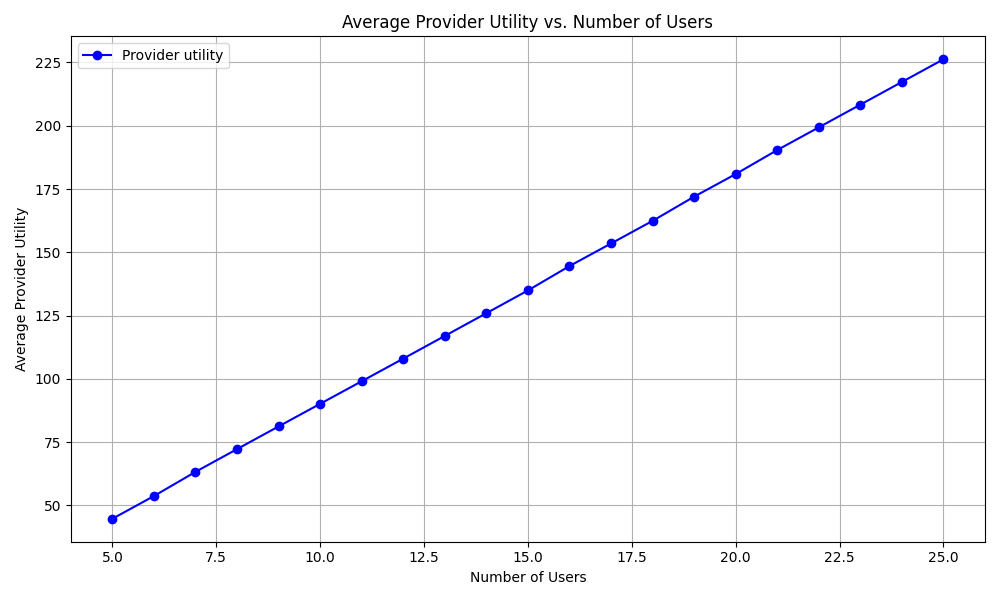 Average Provider Utility vs. Number of Users
Provider utility
225
200
175
150
125
100
75
50
Average Provider Utility
5.0 7.5 10.0 12.5 15.0 17.5 20.0 22.5 25.0
Number of Users